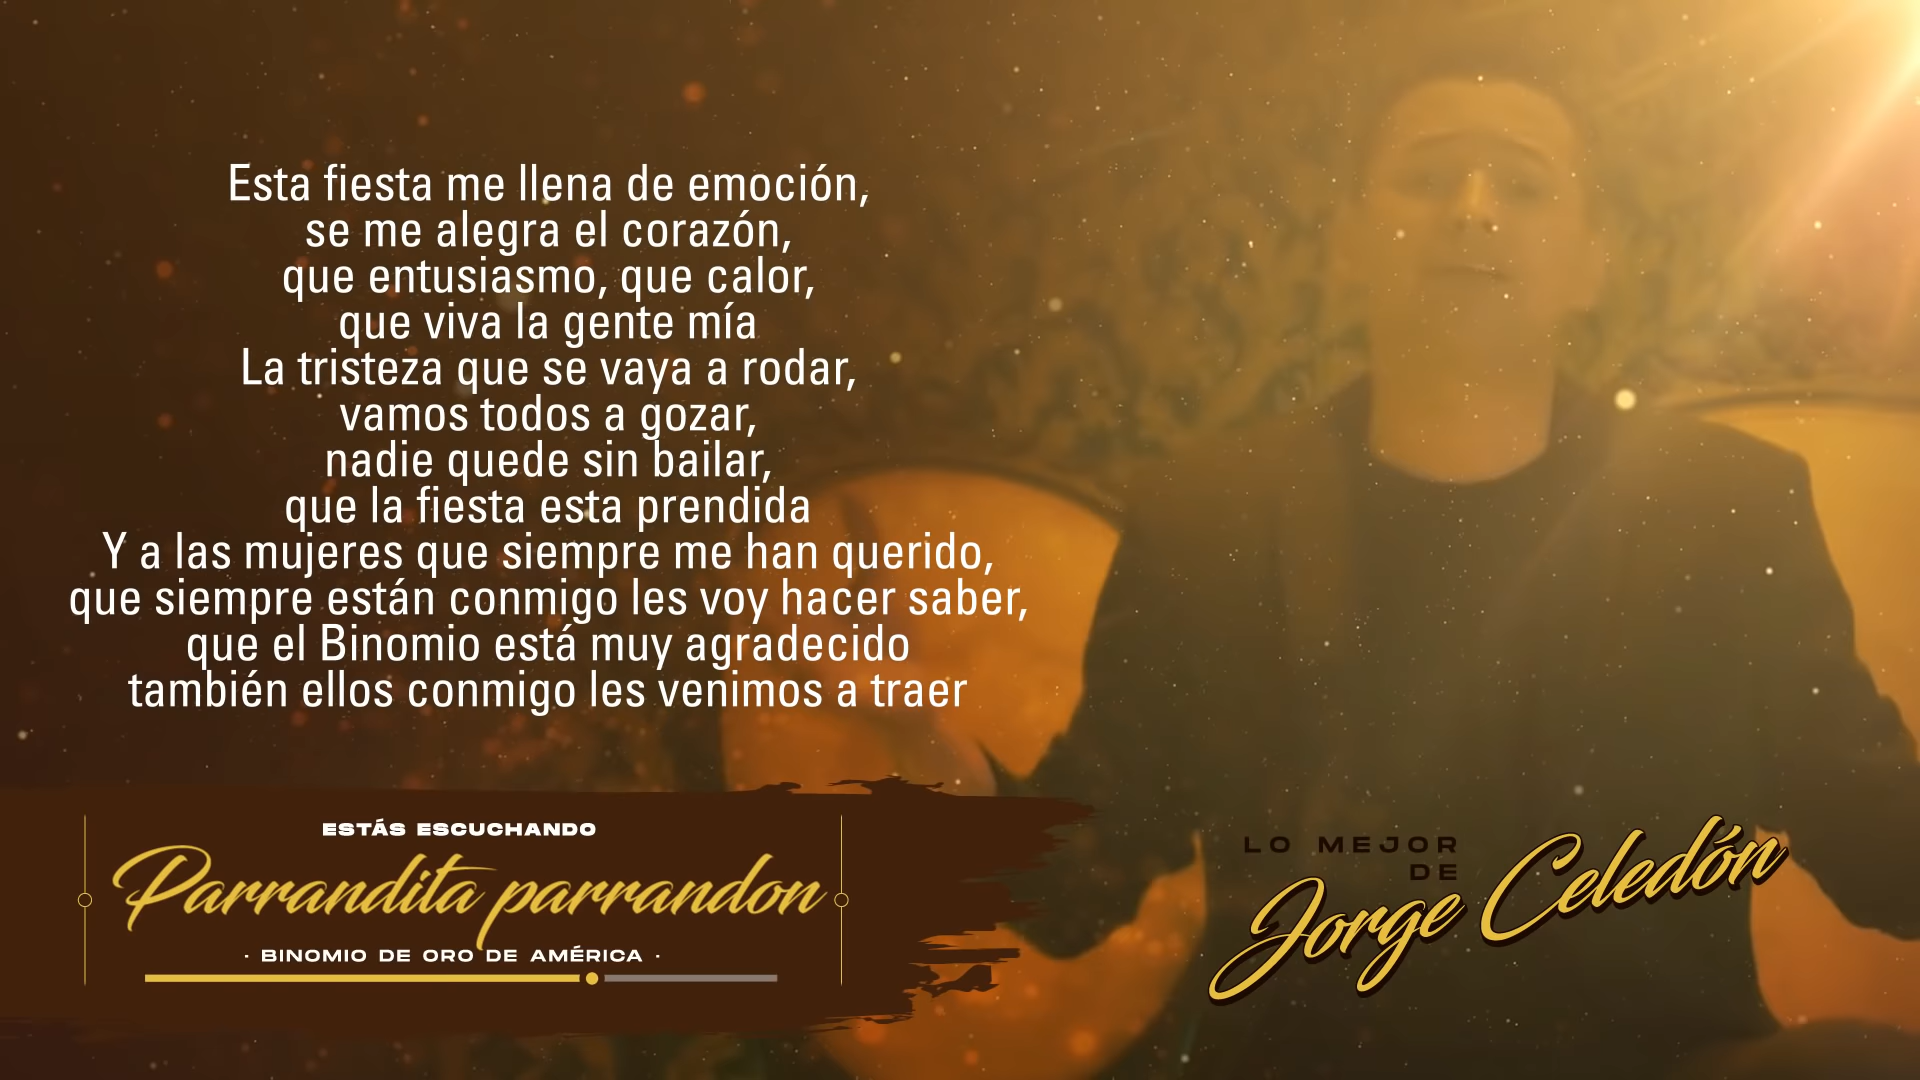 Esta fiesta me llena de emoción,
se me alegra el corazón,
que entusiasmo, que calor,
que viva la gente mía
La tristeza que se vaya a rodar,
vamos todos a gozar,
nadie quede sin bailar,
que la fiesta esta prendida
Y a las mujeres que siempre me han querido,
que siempre están conmigo les voy hacer saber,
que el Binomio está muy agradecido
también ellos conmigo les venimos a traer
ESTÁS ESCUCHANDO
Parrandita parrandon
· BINOMIO DE ORO DE AMÉRICA ·
LO MEJOR
DE
Jorge Celedón